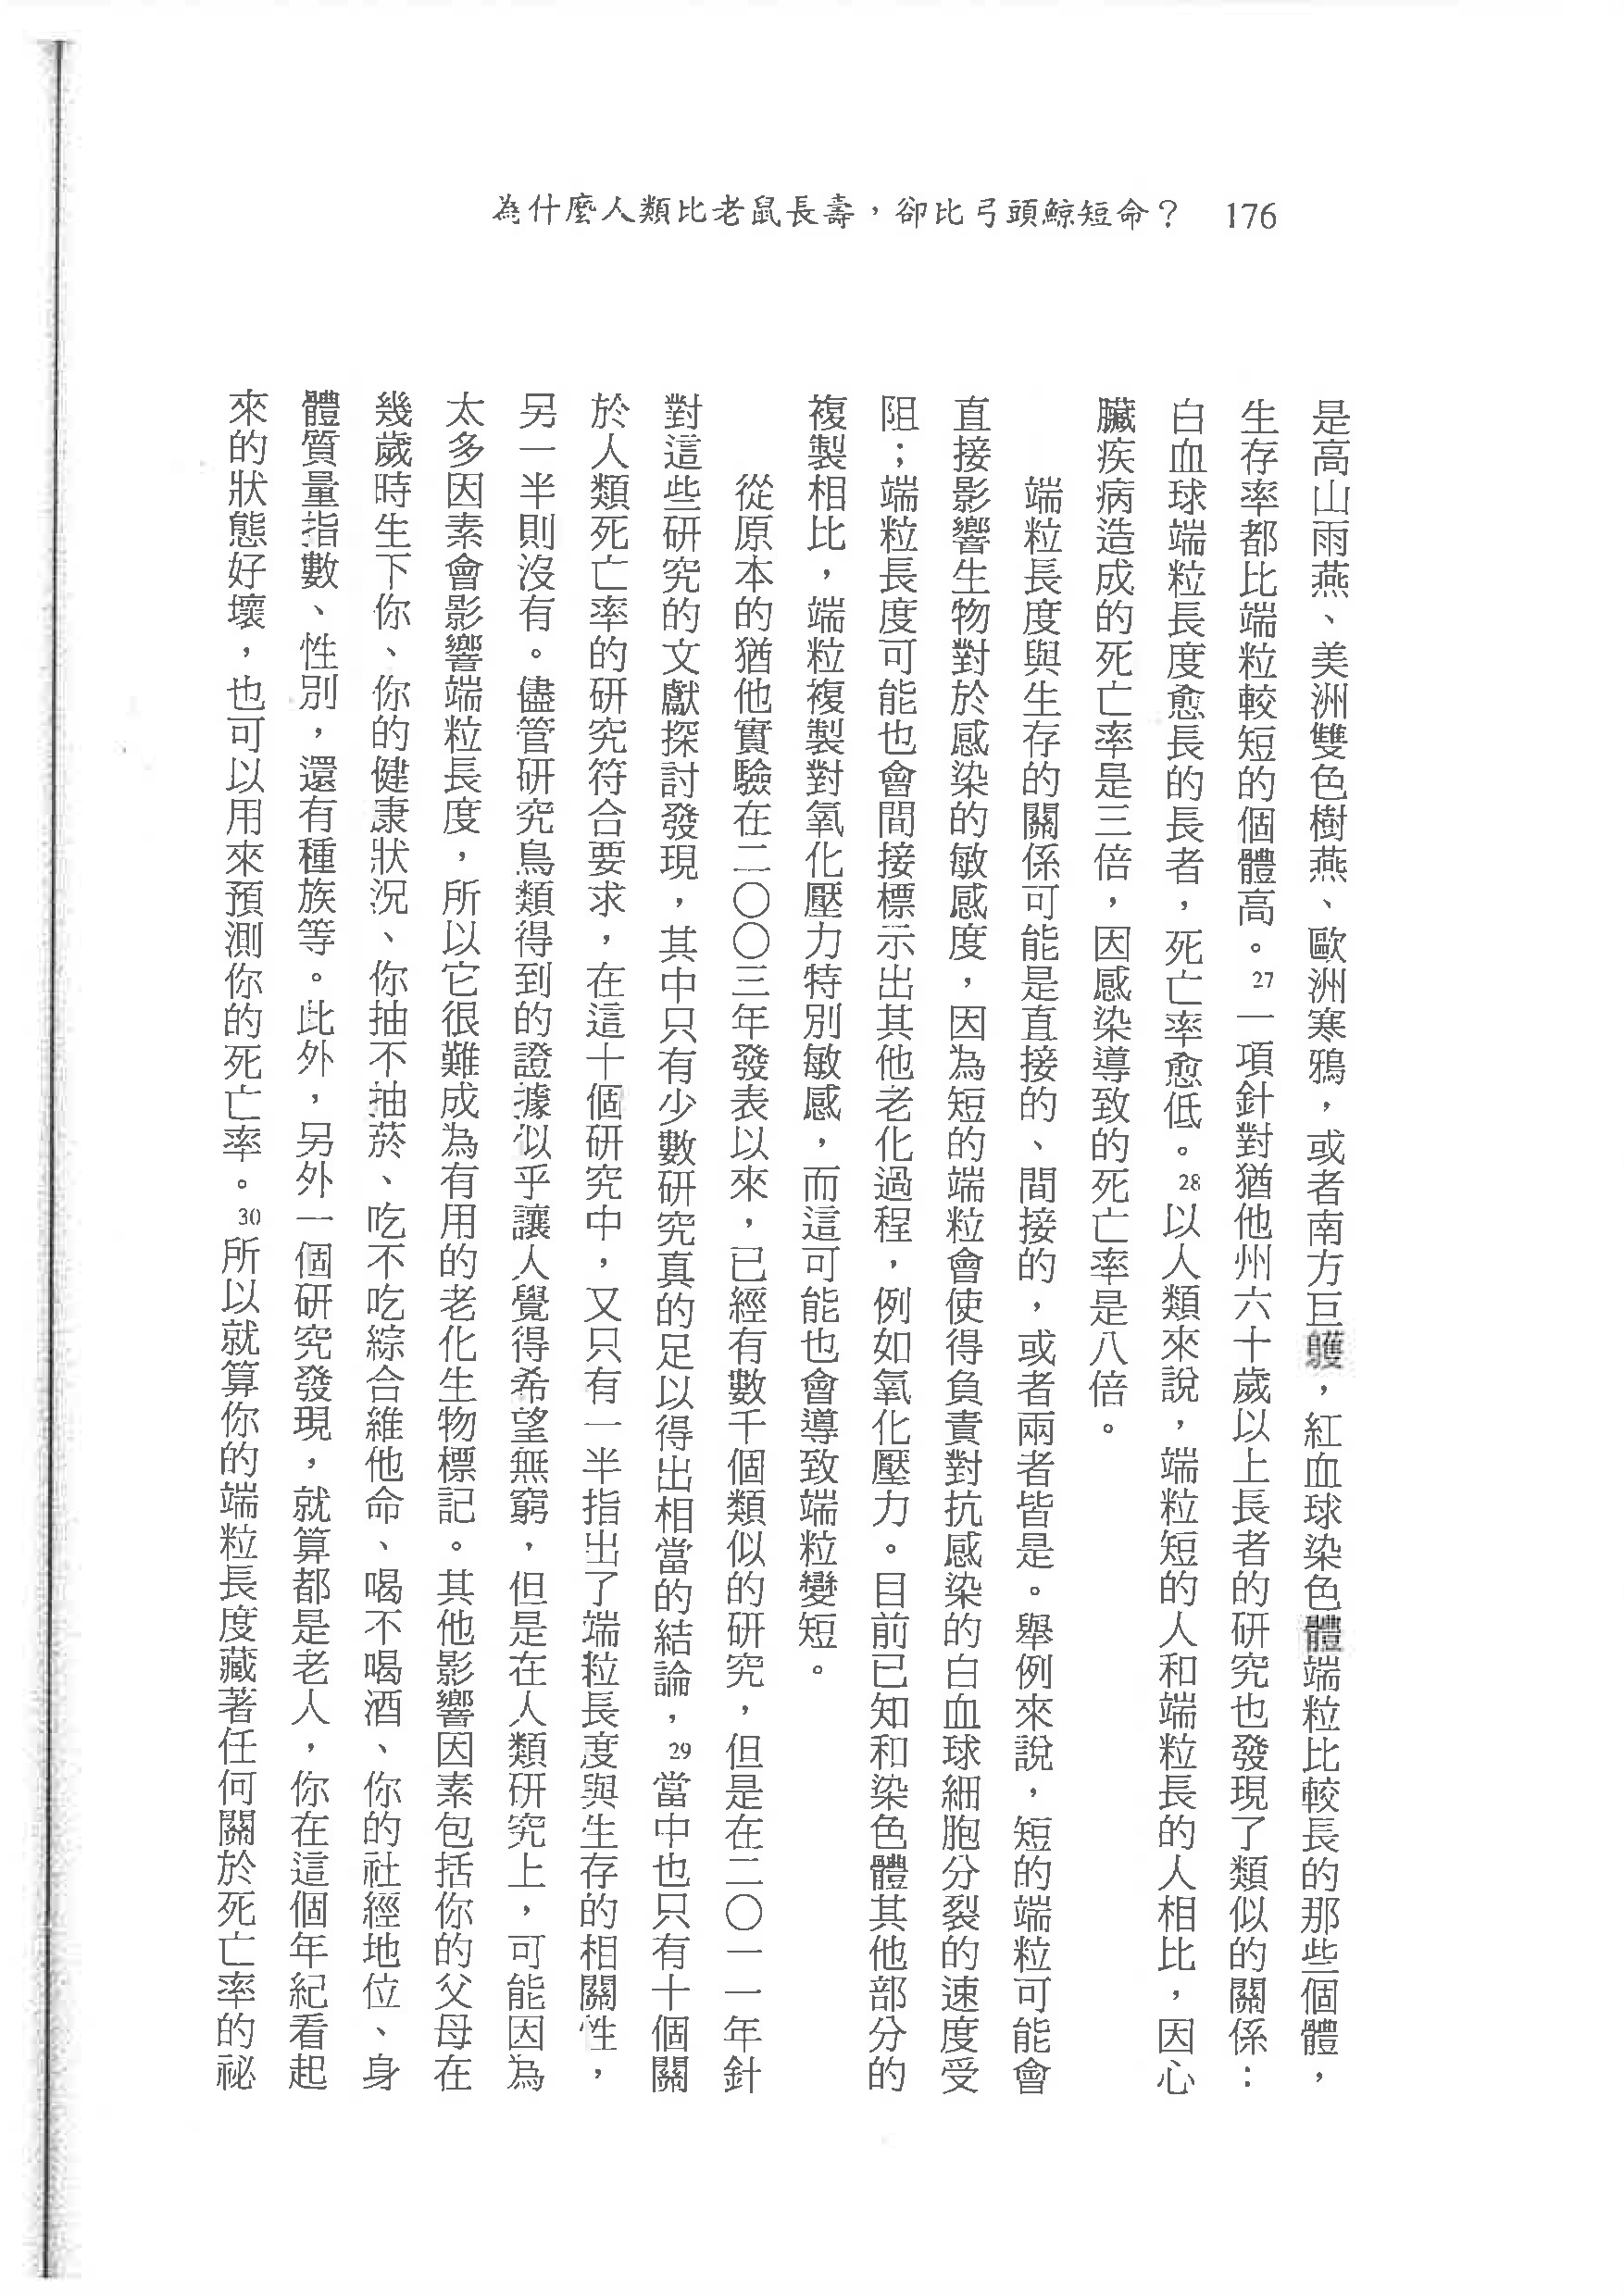 為什麼人類比老鼠長壽，卻比弓頭鯨短命？ 176
是高山雨燕、美洲雙色樹燕、歐洲寒鴉，或者南方巨鸌，紅血球染色體端粒比較長的那些個體，
生存率都比端粒較短的個體高。27一項針對猶他州六十歲以上長者的研究也發現了類似的關係：
白血球端粒長度愈長的長者，死亡率愈低。28以人類來說，端粒短的人和端粒長的人相比，因心
臟疾病造成的死亡率是三倍，因感染導致的死亡率是八倍。
端粒長度與生存的關係可能是直接的、間接的，或者兩者皆是。舉例來說，短的端粒可能會
直接影響生物對於感染的敏感度，因為短的端粒會使得負責對抗感染的白血球細胞分裂的速度受
阻；端粒長度可能也會間接標示出其他老化過程，例如氧化壓力。目前已知和染色體其他部分的
複製相比，端粒複製對氧化壓力特別敏感，而這可能也會導致端粒變短。
從原本的猶他實驗在二〇〇三年發表以來，已經有數千個類似的研究，但是在二〇一一年針
對這些研究的文獻探討發現，其中只有少數研究真的足以得出相當的結論，29當中也只有十個關
於人類死亡率的研究符合要求，在這十個研究中，又只有一半指出了端粒長度與生存的相關性，
另一半則沒有。儘管研究鳥類得到的證據似乎讓人覺得希望無窮，但是在人類研究上，可能因為
太多因素會影響端粒長度，所以它很難成為有用的老化生物標記。其他影響因素包括你的父母在
幾歲時生下你、你的健康狀況、你抽不抽菸、吃不吃綜合維他命、喝不喝酒、你的社經地位、身
體質量指數、性別，還有種族等。此外，另外一個研究發現，就算都是老人，你在這個年紀看起
來的狀態好壞，也可以用來預測你的死亡率。30所以就算你的端粒長度藏著任何關於死亡率的祕